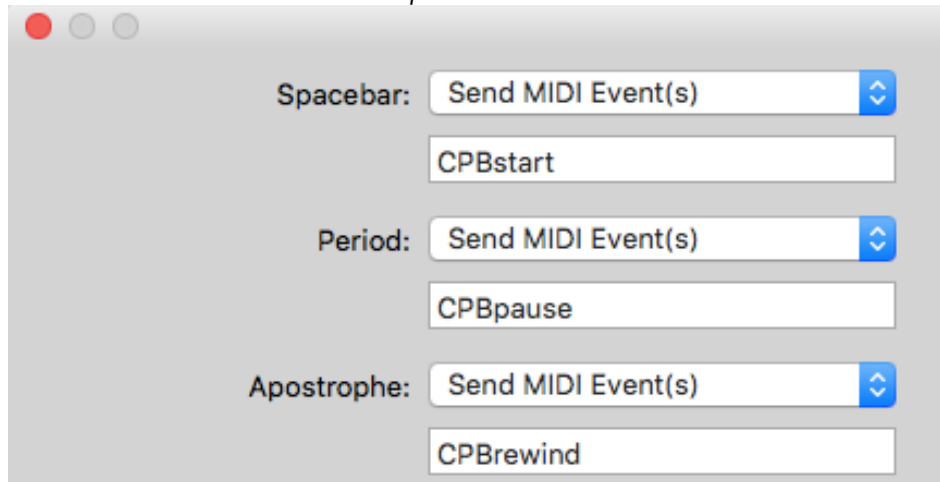 Spacebar: Send MIDI Event(s)
CPBstart
Period: Send MIDI Event(s)
CPBpause
Apostrophe: Send MIDI Event(s)
CPBrewind